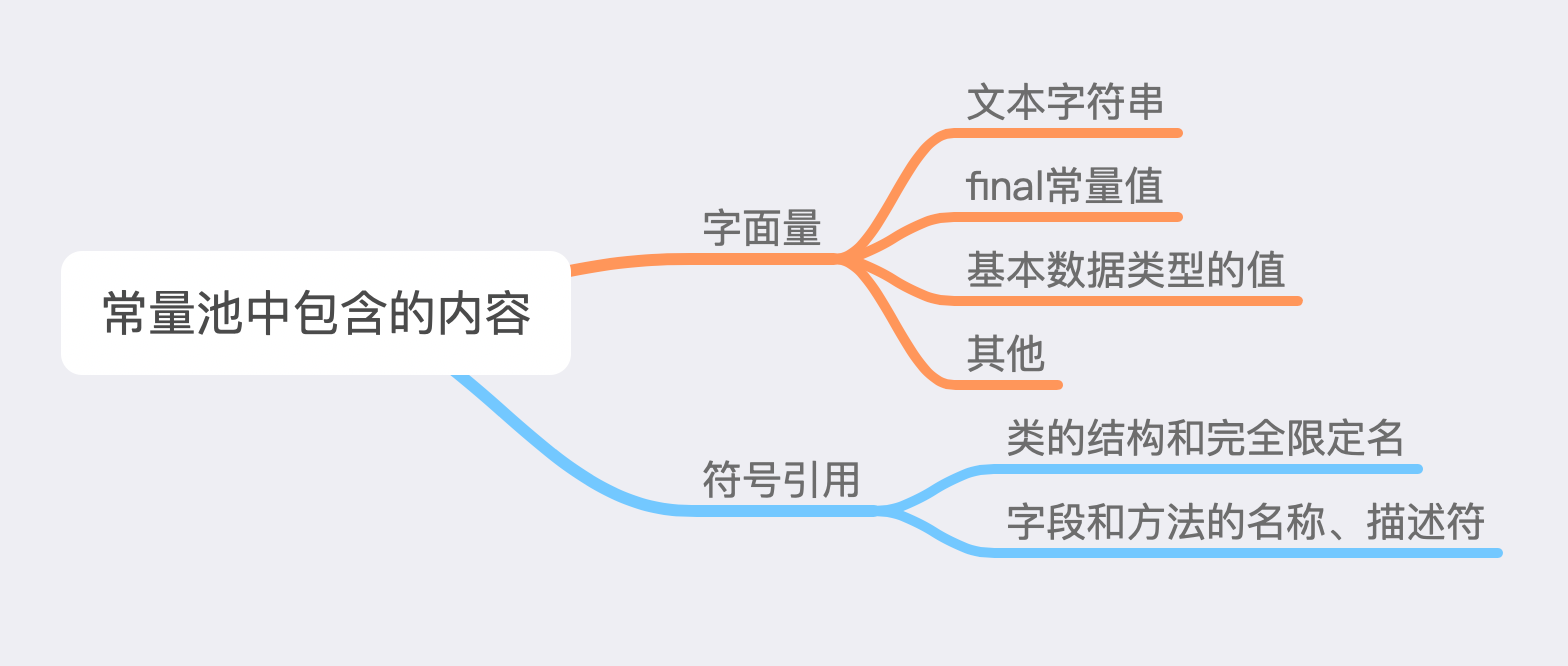 常量池中包含的内容
字面量
文本字符串
final常量值
基本数据类型的值
其他
符号引用
类的结构和完全限定名
字段和方法的名称、描述符